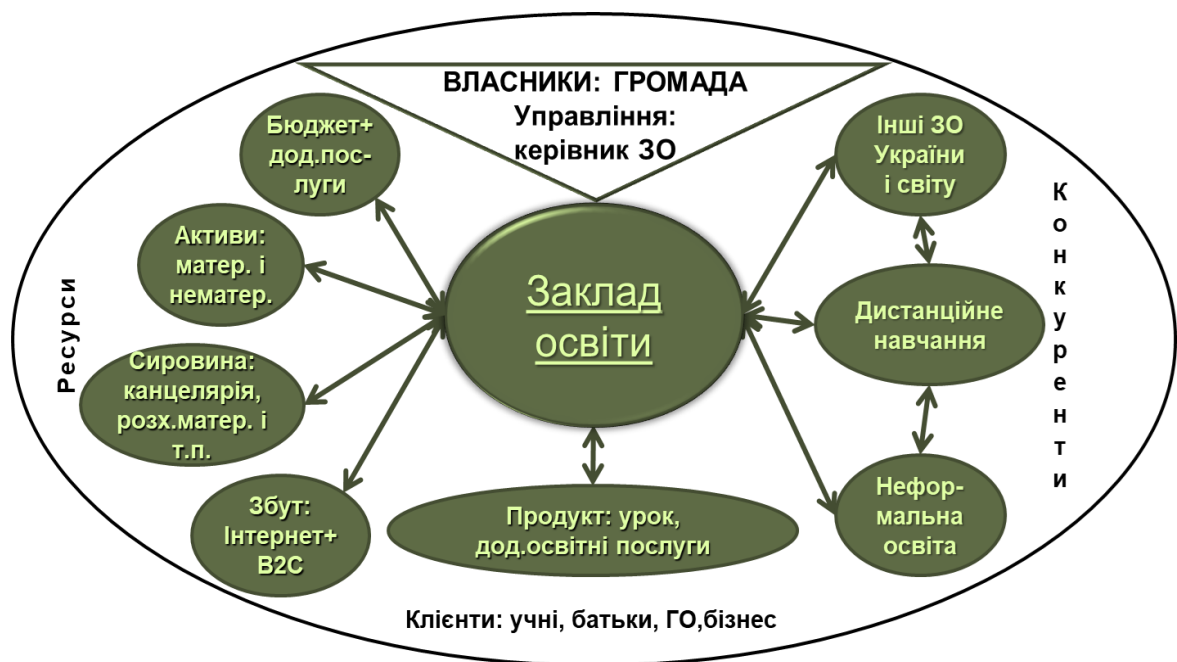 ВЛАСНИКИ: ГРОМАДА
Управління:
керівник ЗО
Ресурси
Бюджет+
дод.пос-
луги
Активи:
матер. і
нематер.
Сировина:
канцелярія,
розх.матер. і
т.п.
Збут:
Інтернет+
B2C
Заклад
освіти
Продукт: урок,
дод.освітні послуги
Інші ЗО
України
і світу
Дистанційне
навчання
Нефор-
мальна
освіта
Конкуренти
Клієнти: учні, батьки, ГО,бізнес